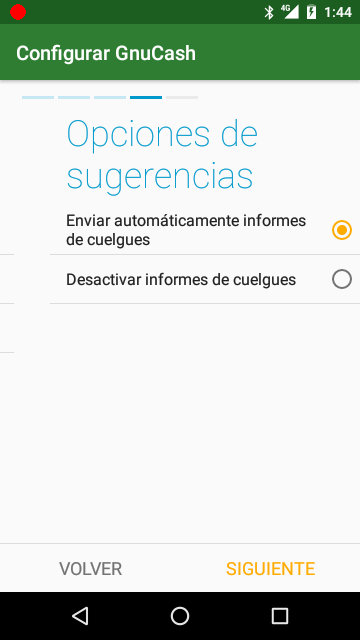 4G
1:44
Configurar GnuCash
Opciones de
sugerencias
Enviar automáticamente informes
de cuelgues
Desactivar informes de cuelgues
VOLVER
SIGUIENTE